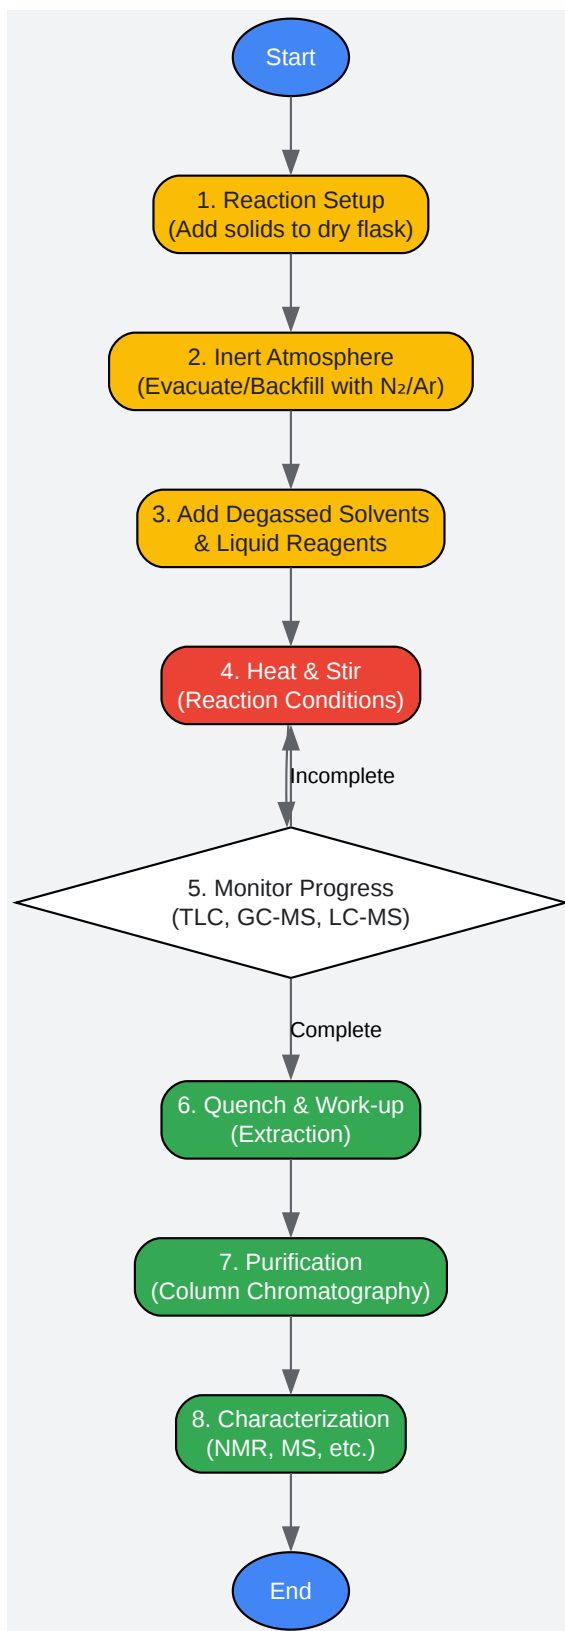 Start
1. Reaction Setup
(Add solids to dry flask)
2. Inert Atmosphere
(Evacuate/Backfill with N₂/Ar)
3. Add Degassed Solvents
& Liquid Reagents
4. Heat & Stir
(Reaction Conditions)
Incomplete
5. Monitor Progress
(TLC, GC-MS, LC-MS)
Complete
6. Quench & Work-up
(Extraction)
7. Purification
(Column Chromatography)
8. Characterization
(NMR, MS, etc.)
End